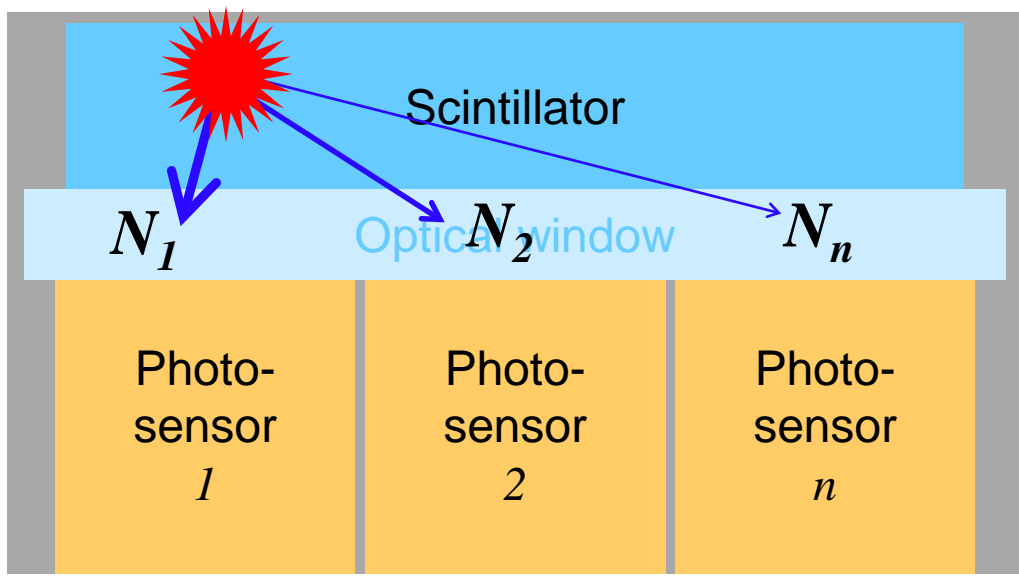 Scintillator
N1 N2 Nn
Optical window
Photo- Photo- Photo-
sensor sensor sensor
1 2 n